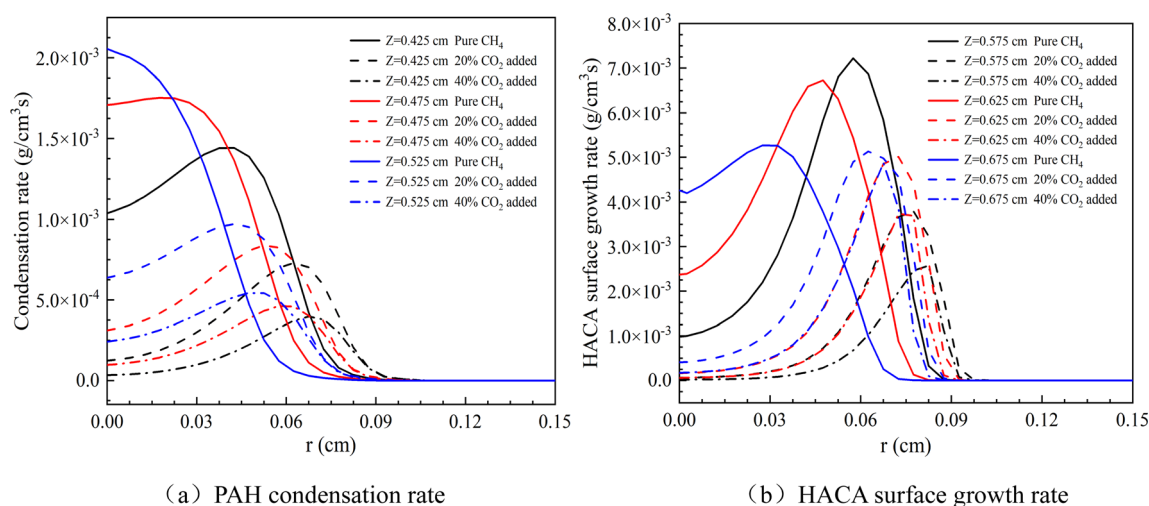 2.0×10⁻³
1.5×10⁻³
1.0×10⁻³
5.0×10⁻⁴
0.0
Condensation rate (g/cm³s)
0.00 0.03 0.06 0.09 0.12 0.15
r (cm)
Z=0.425 cm Pure CH₄
Z=0.425 cm 20% CO₂ added
Z=0.425 cm 40% CO₂ added
Z=0.475 cm Pure CH₄
Z=0.475 cm 20% CO₂ added
Z=0.475 cm 40% CO₂ added
Z=0.525 cm Pure CH₄
Z=0.525 cm 20% CO₂ added
Z=0.525 cm 40% CO₂ added
(a) PAH condensation rate
8.0×10⁻³
7.0×10⁻³
6.0×10⁻³
5.0×10⁻³
4.0×10⁻³
3.0×10⁻³
2.0×10⁻³
1.0×10⁻³
0.0
HACA surface growth rate (g/cm³s)
0.00 0.03 0.06 0.09 0.12 0.15
r (cm)
Z=0.575 cm Pure CH₄
Z=0.575 cm 20% CO₂ added
Z=0.575 cm 40% CO₂ added
Z=0.625 cm Pure CH₄
Z=0.625 cm 20% CO₂ added
Z=0.625 cm 40% CO₂ added
Z=0.675 cm Pure CH₄
Z=0.675 cm 20% CO₂ added
Z=0.675 cm 40% CO₂ added
(b) HACA surface growth rate